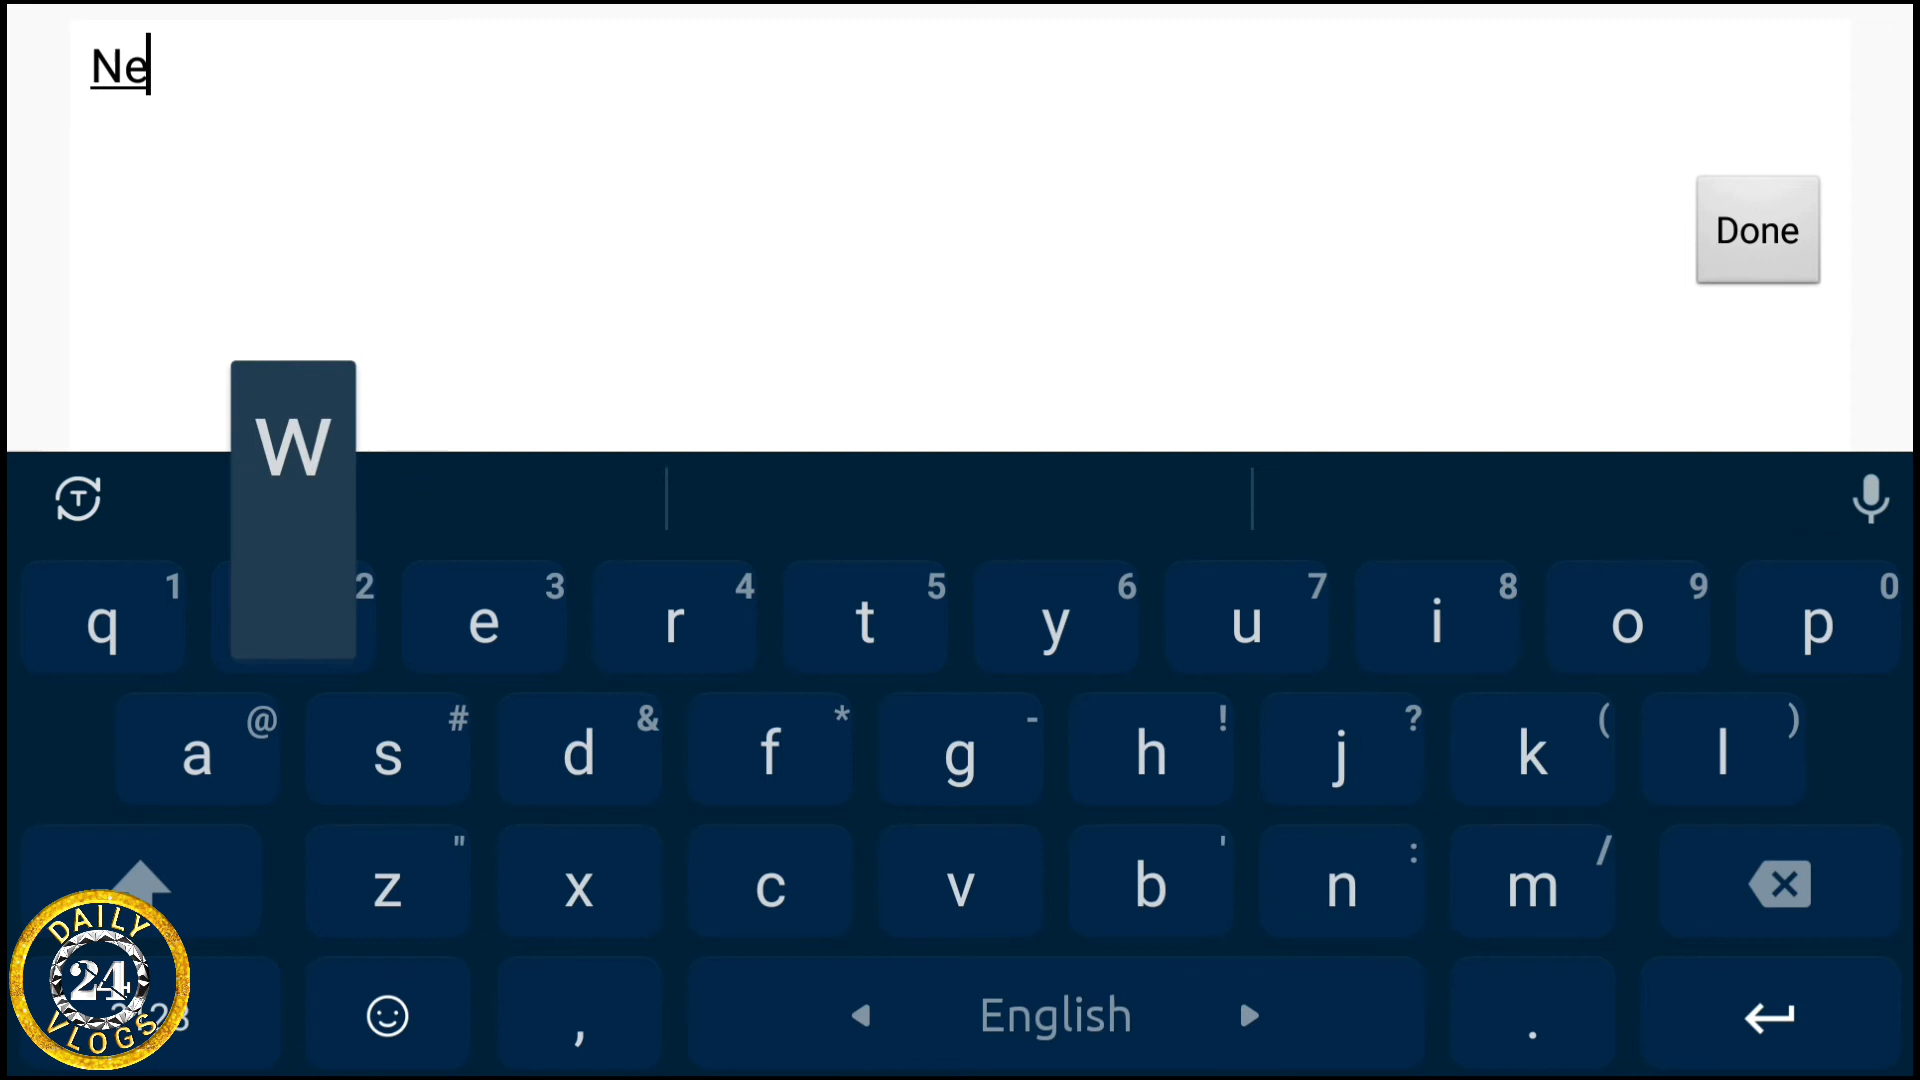 Ne
Done
W
T
q 1 2 e 3 r 4 t 5 y 6 u 7 i 8 o 9 p 0
a @ s # d & f * g - h ! j ? k ( l )
z " x c v b ' n : m /
, English .
DAILY
24
VLOGS